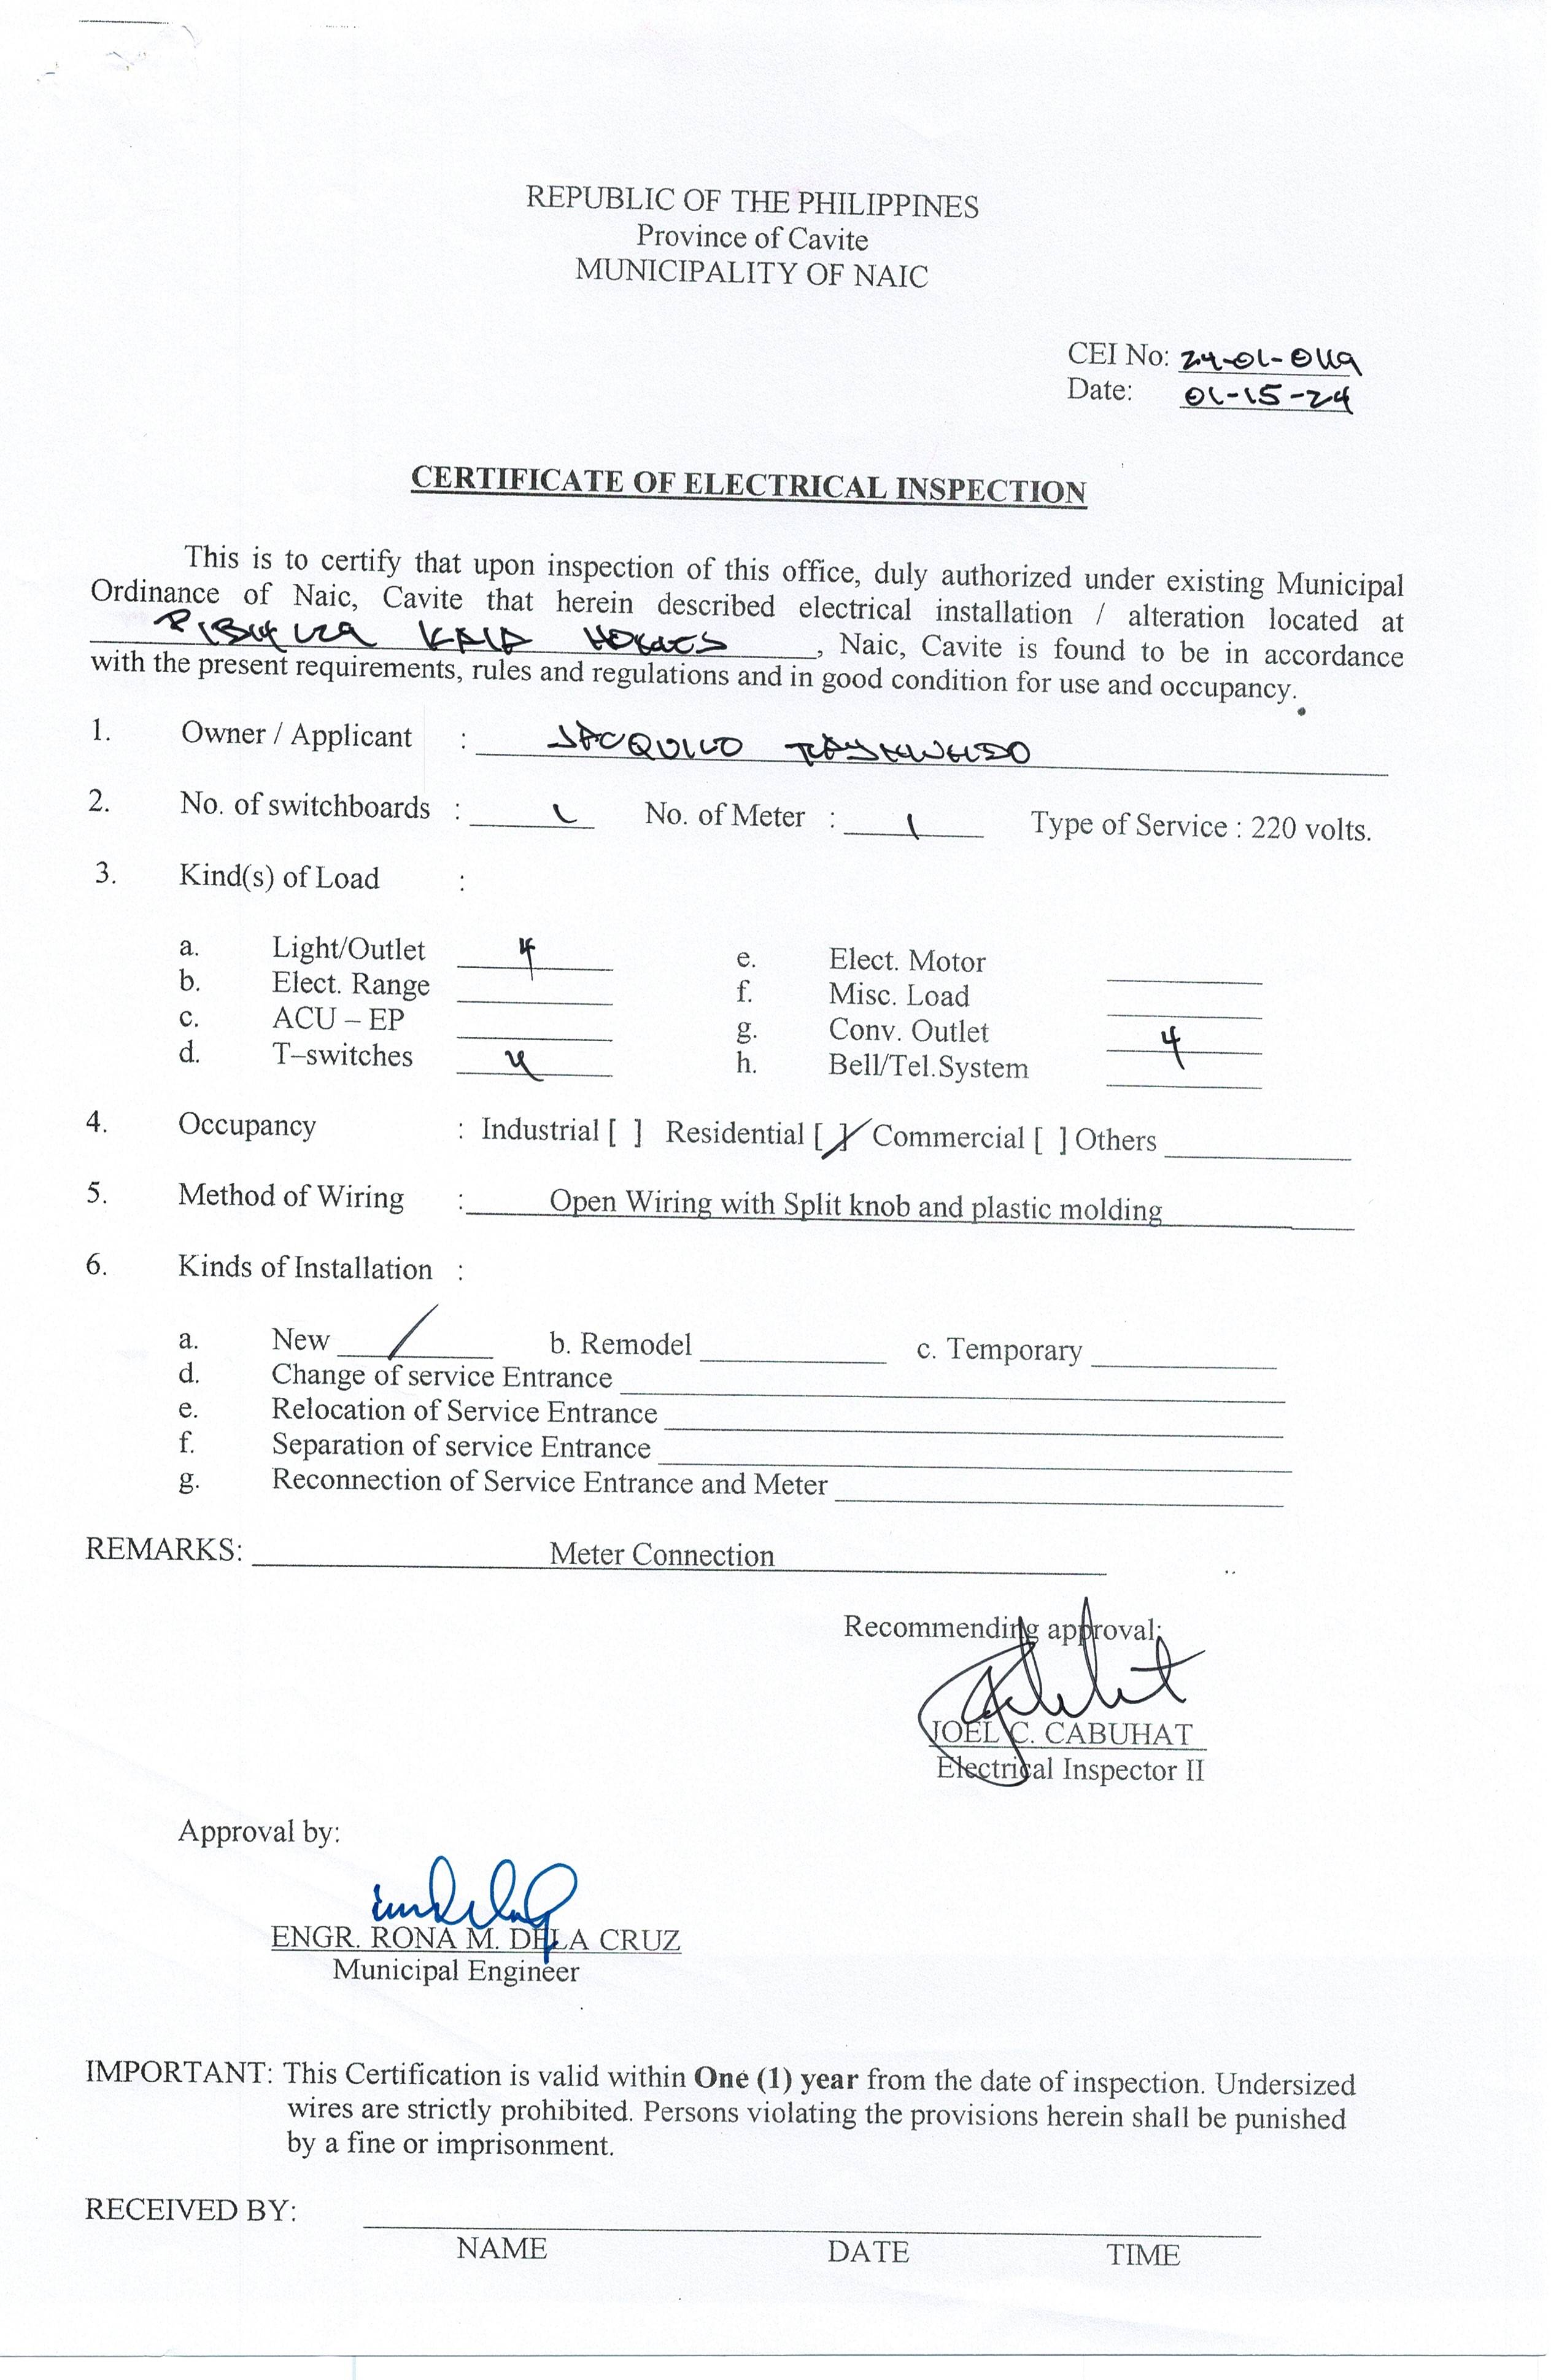 REPUBLIC OF THE PHILIPPINES
Province of Cavite
MUNICIPALITY OF NAIC
CEI No: 24-01-0119
Date: 01-15-24
CERTIFICATE OF ELECTRICAL INSPECTION
This is to certify that upon inspection of this office, duly authorized under existing Municipal
Ordinance of Naic, Cavite that herein described electrical installation / alteration located at
, Naic, Cavite is found to be in accordance
with the present requirements, rules and regulations and in good condition for use and occupancy.
1. Owner / Applicant :
2. No. of switchboards : 1 No. of Meter : 1 Type of Service : 220 volts.
3. Kind(s) of Load :
a. Light/Outlet 4 e. Elect. Motor
b. Elect. Range f. Misc. Load
c. ACU – EP g. Conv. Outlet 4
d. T–switches 4 h. Bell/Tel.System
4. Occupancy : Industrial [ ] Residential [/] Commercial [ ] Others
5. Method of Wiring : Open Wiring with Split knob and plastic molding
6. Kinds of Installation :
a. New / b. Remodel c. Temporary
d. Change of service Entrance
e. Relocation of Service Entrance
f. Separation of service Entrance
g. Reconnection of Service Entrance and Meter
REMARKS: Meter Connection
Recommending approval:
JOEL C. CABUHAT
Electrical Inspector II
Approval by:
ENGR. RONA M. DELA CRUZ
Municipal Engineer
IMPORTANT: This Certification is valid within One (1) year from the date of inspection. Undersized
wires are strictly prohibited. Persons violating the provisions herein shall be punished
by a fine or imprisonment.
RECEIVED BY:
NAME DATE TIME